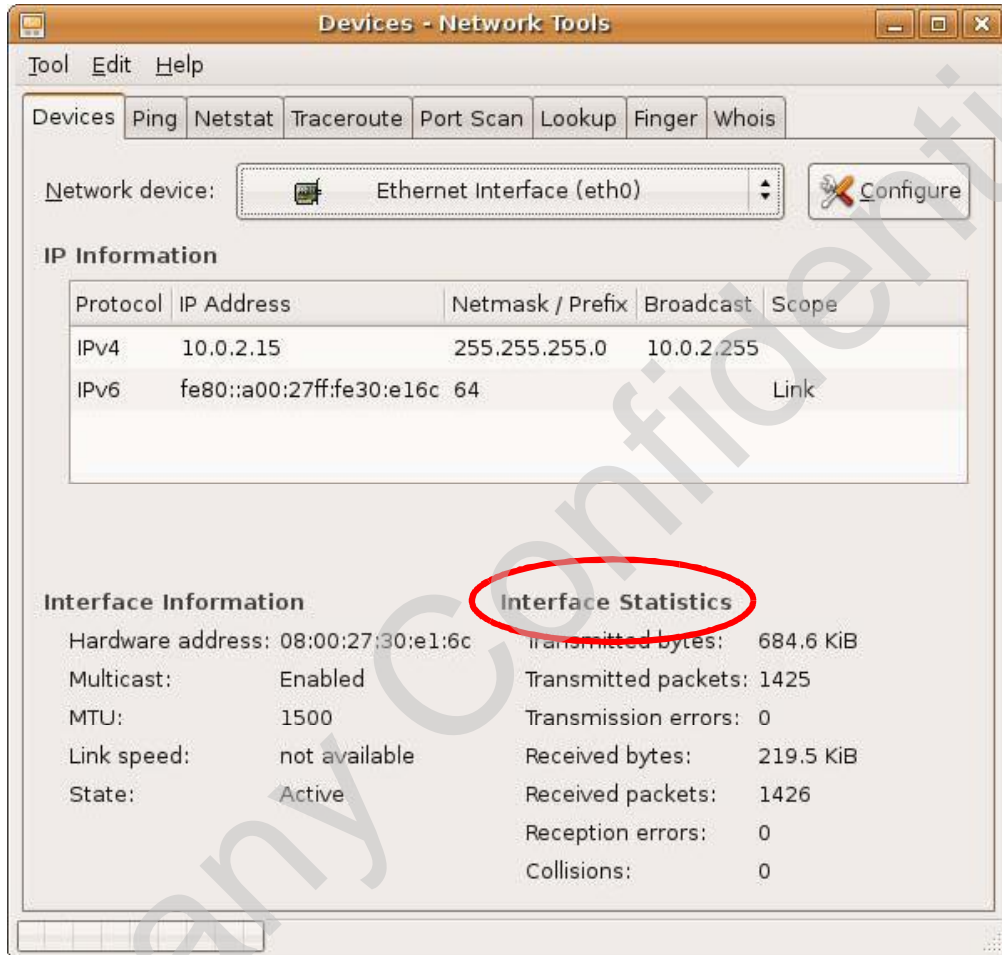 Devices - Network Tools
Tool Edit Help
Devices Ping Netstat Traceroute Port Scan Lookup Finger Whois
Network device: Ethernet Interface (eth0) Configure
IP Information
Protocol IP Address Netmask / Prefix Broadcast Scope
IPv4 10.0.2.15 255.255.255.0 10.0.2.255
IPv6 fe80::a00:27ff:fe30:e16c 64 Link
Interface Information
Hardware address: 08:00:27:30:e1:6c
Multicast: Enabled
MTU: 1500
Link speed: not available
State: Active
Interface Statistics
Transmitted bytes: 684.6 KiB
Transmitted packets: 1425
Transmission errors: 0
Received bytes: 219.5 KiB
Received packets: 1426
Reception errors: 0
Collisions: 0
any Confidenti